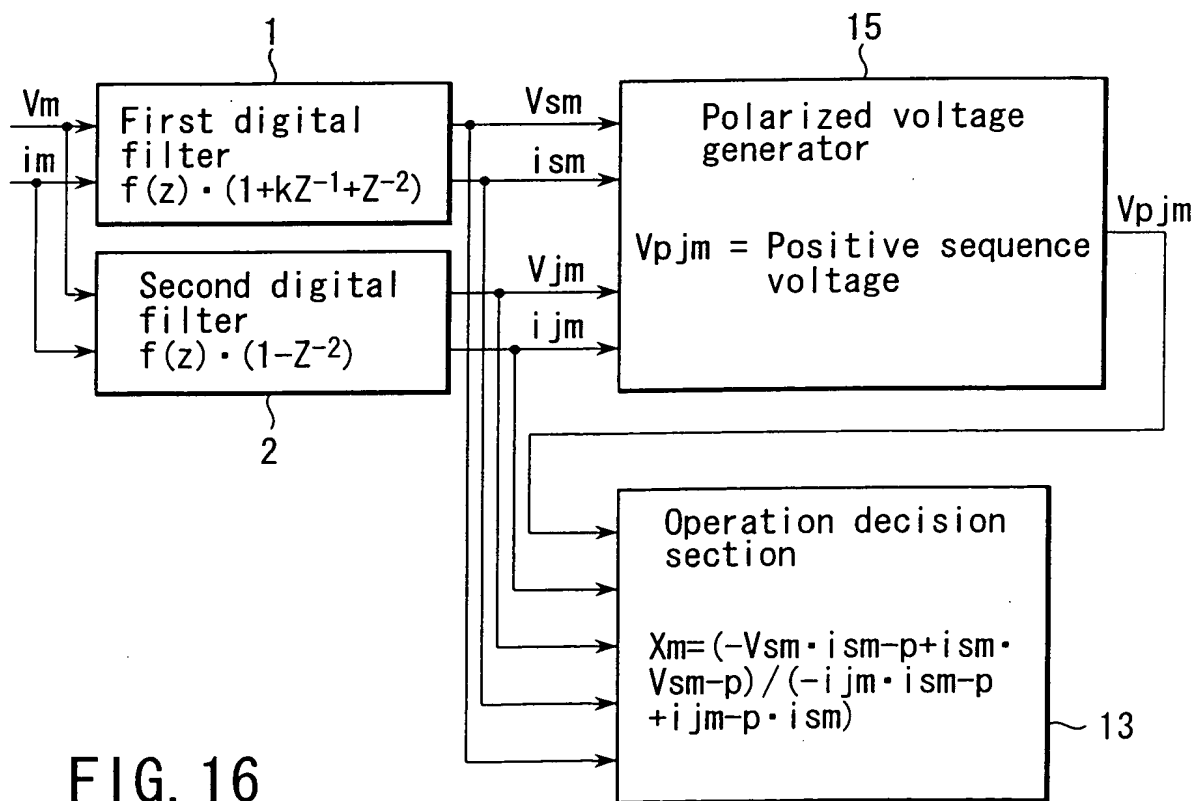 1
15
Vm
im
First digital
filter
f(z)·(1+kZ⁻¹+Z⁻²)
Vsm
ism
Polarized voltage
generator
Vpjm = Positive sequence
voltage
Vpjm
Second digital
filter
f(z)·(1-Z⁻²)
Vjm
ijm
2
Operation decision
section
Xm=(-Vsm·ism-p+ism·
Vsm-p)/(-ijm·ism-p
+ijm-p·ism)
13
FIG. 16